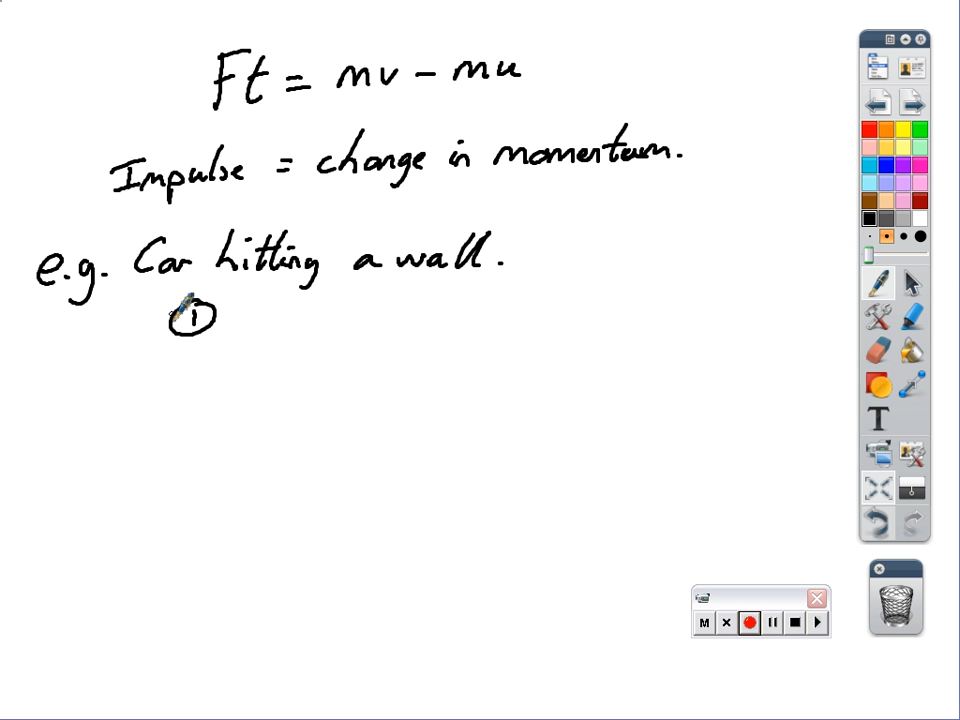 Ft = mv - mu
Impulse = change in momentum.
e.g. Car hitting a wall.
①
T
M